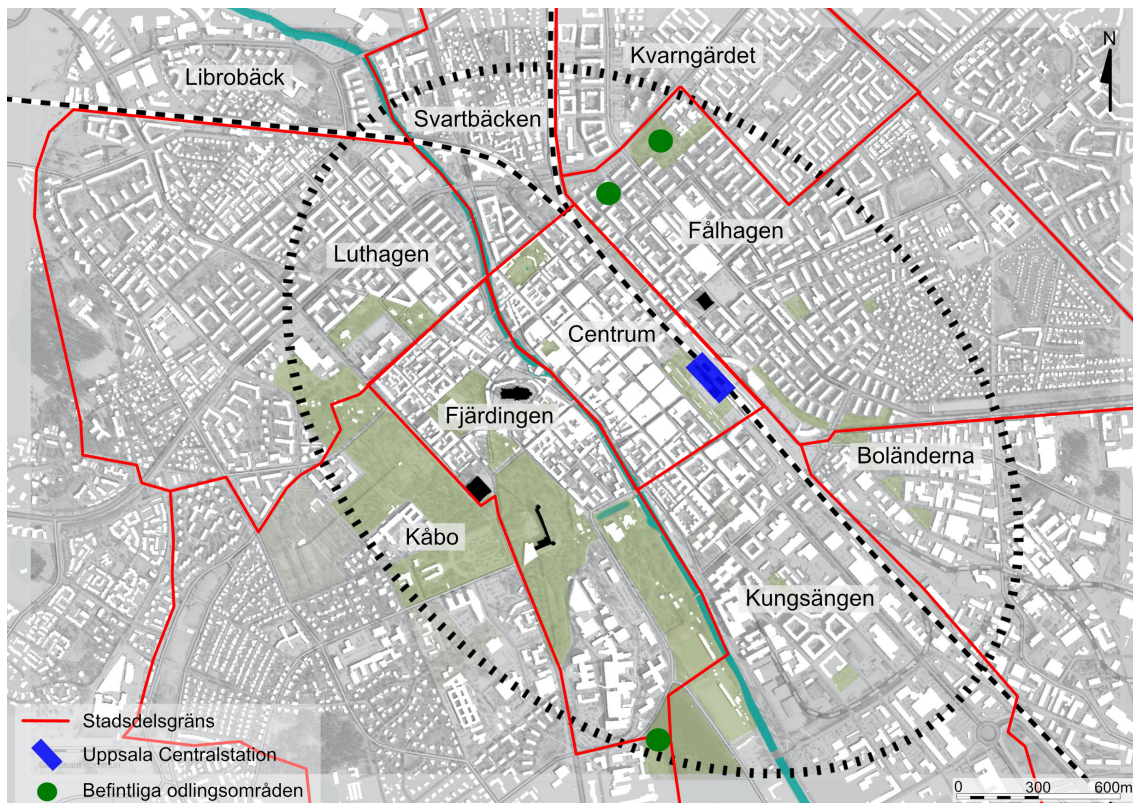 Kvarngärdet
N
Librobäck
Svartbäcken
Fålhagen
Luthagen
Centrum
Fjärdingen
Boländerna
Kåbo
Kungsängen
Stadsdelsgräns
Uppsala Centralstation
Befintliga odlingsområden
0 300 600m